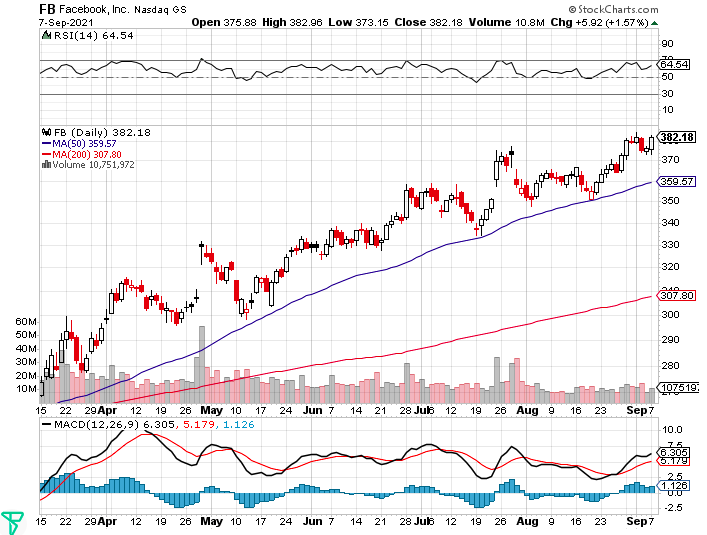 FB Facebook, Inc. Nasdaq GS © StockCharts.com
7-Sep-2021 Open 375.88 High 382.96 Low 373.15 Close 382.18 Volume 10.8M Chg +5.92 (+1.57%)
RSI(14) 64.54
90
70
64.54
50
30
10
FB (Daily) 382.18
MA(50) 359.57
MA(200) 307.80
Volume 10,751,972
382.18
370
359.57
350
340
330
320
307.80
300
290
280
60M
50M
40M
30M
20M
10M
1075197
15 22 29 Apr 12 19 26 May 10 17 24 Jun 7 14 21 28 Jul 6 12 19 26 Aug 9 16 23 Sep 7
MACD(12,26,9) 6.305, 5.179, 1.126
10.0
7.5
6.305
5.179
2.5
1.126
-2.5
15 22 29 Apr 12 19 26 May 10 17 24 Jun 7 14 21 28 Jul 6 12 19 26 Aug 9 16 23 Sep 7